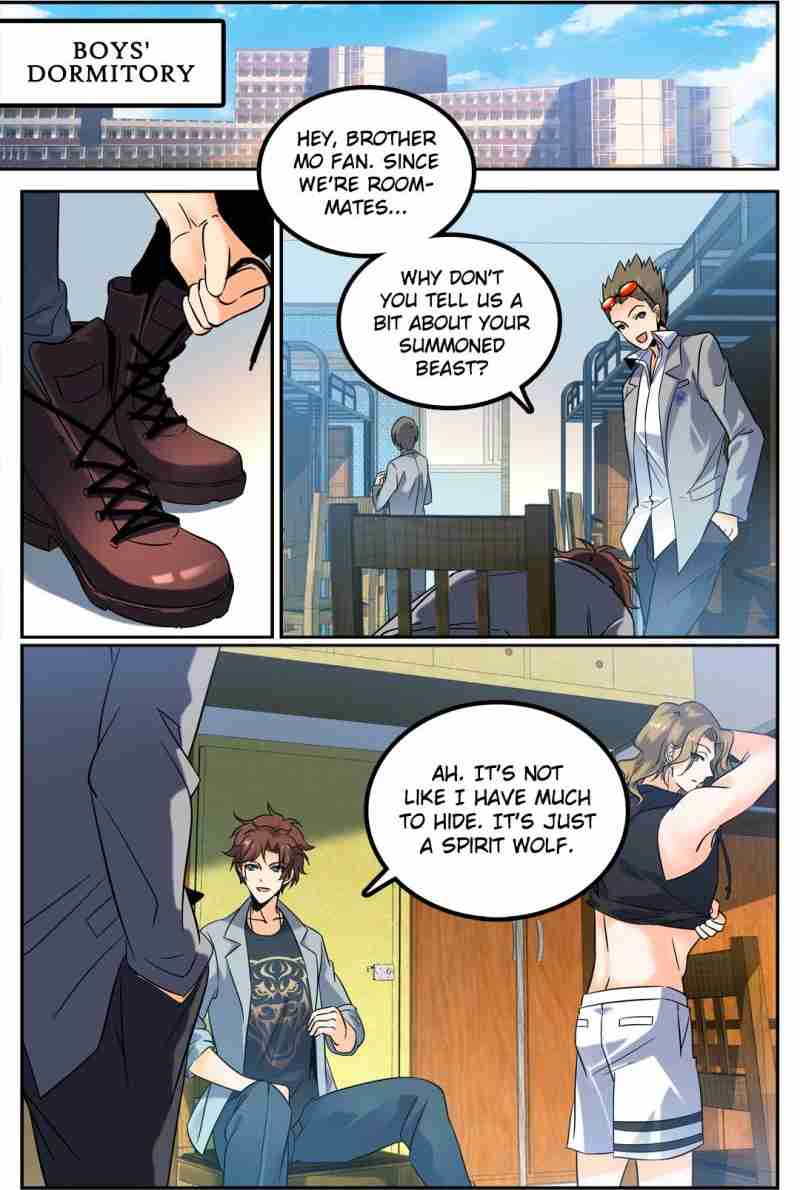 BOYS'
DORMITORY
HEY, BROTHER
MO FAN. SINCE
WE'RE ROOM-
MATES...
WHY DON'T
YOU TELL US A
BIT ABOUT YOUR
SUMMONED
BEAST?
AH. IT'S NOT
LIKE I HAVE MUCH
TO HIDE. IT'S JUST
A SPIRIT WOLF.